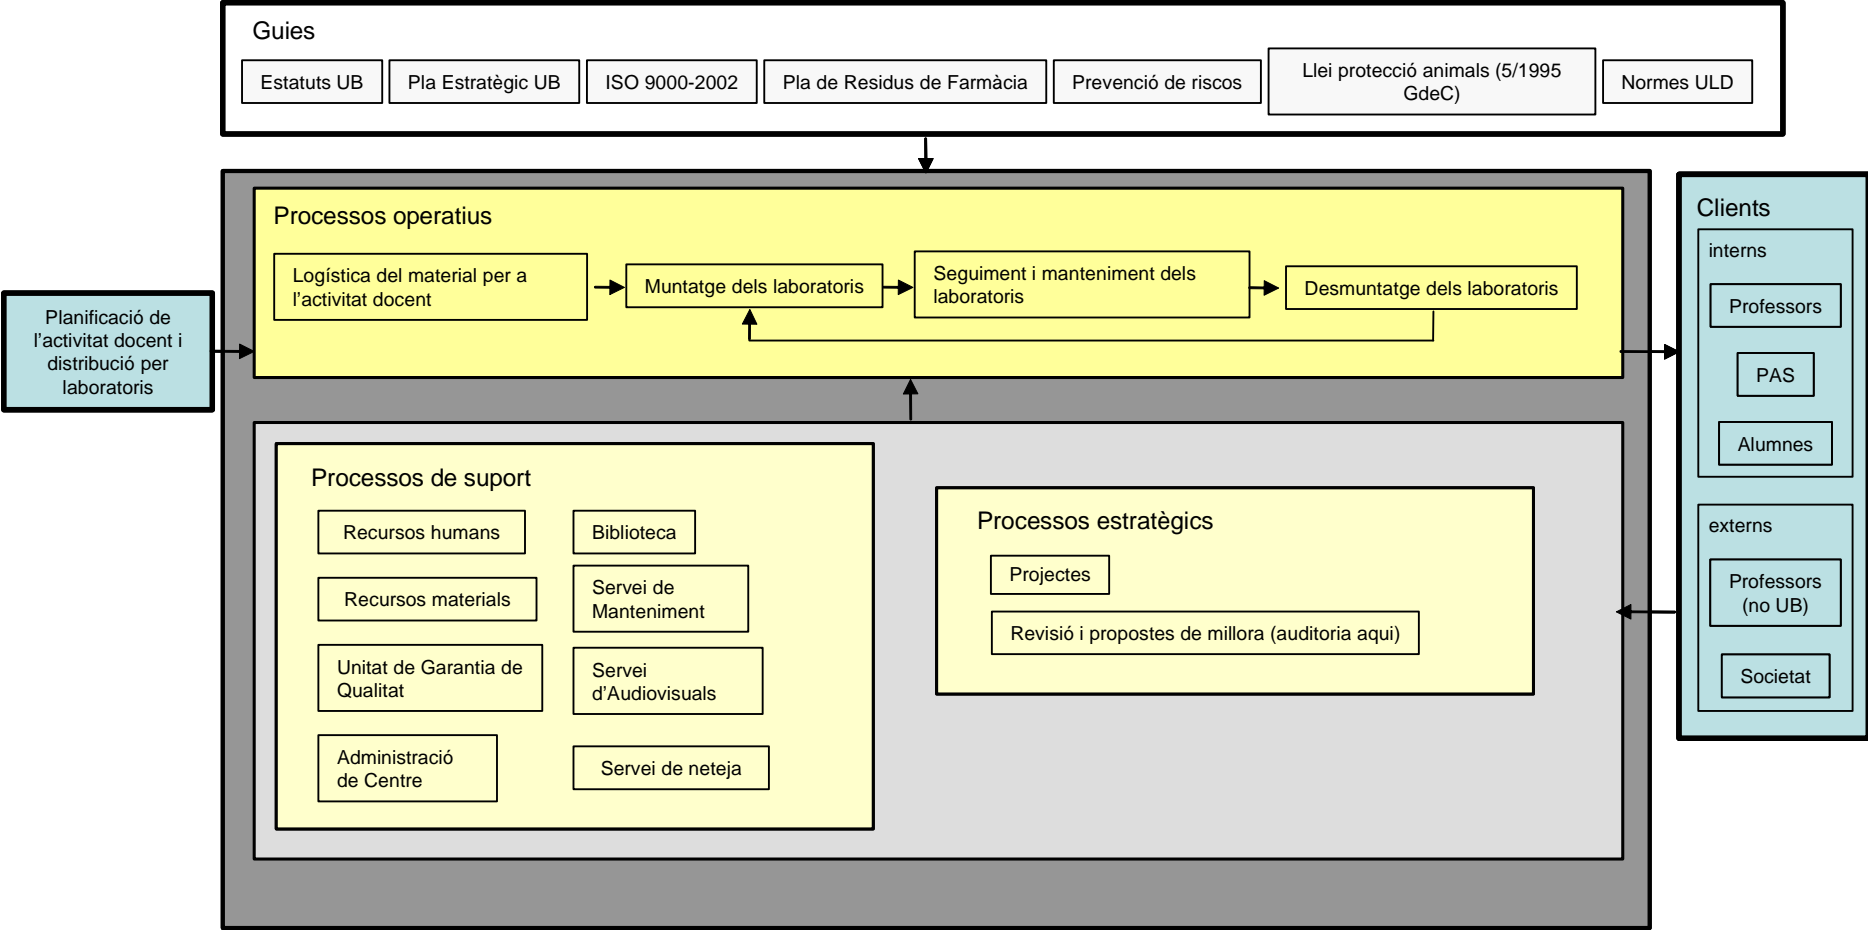 Guies
Estatuts UB
Pla Estratègic UB
ISO 9000-2002
Pla de Residus de Farmàcia
Prevenció de riscos
Llei protecció animals (5/1995
GdeC)
Normes ULD
Planificació de
l’activitat docent i
distribució per
laboratoris
Processos operatius
Logística del material per a
l’activitat docent
Muntatge dels laboratoris
Seguiment i manteniment dels
laboratoris
Desmuntatge dels laboratoris
Processos de suport
Recursos humans
Recursos materials
Unitat de Garantia de
Qualitat
Administració
de Centre
Biblioteca
Servei de
Manteniment
Servei
d’Audiovisuals
Servei de neteja
Processos estratègics
Projectes
Revisió i propostes de millora (auditoria aqui)
Clients
interns
Professors
PAS
Alumnes
externs
Professors
(no UB)
Societat